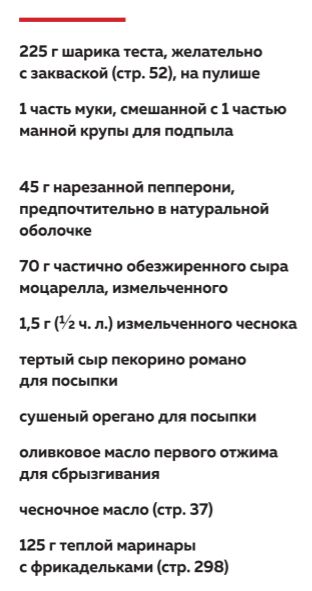 225 г шарика теста, желательно
с закваской (стр. 52), на пулише
1 часть муки, смешанной с 1 частью
манной крупы для подпыла
45 г нарезанной пепперони,
предпочтительно в натуральной
оболочке
70 г частично обезжиренного сыра
моцарелла, измельченного
1,5 г (½ ч. л.) измельченного чеснока
тертый сыр пекорино романо
для посыпки
сушеный орегано для посыпки
оливковое масло первого отжима
для сбрызгивания
чесночное масло (стр. 37)
125 г теплой маринары
с фрикадельками (стр. 298)